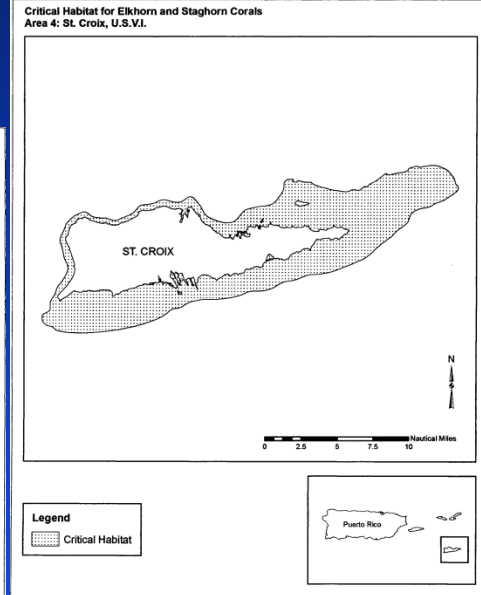 Critical Habitat for Elkhorn and Staghorn Corals
Area 4: St. Croix, U.S.V.I.
ST. CROIX
N
Nautical Miles
0 2.5 5 7.5 10
Legend
Critical Habitat
Puerto Rico